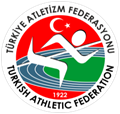 TÜRKİYE ATLETİZM FEDERASYONU
1922
TURKISH ATHLETIC FEDERATION